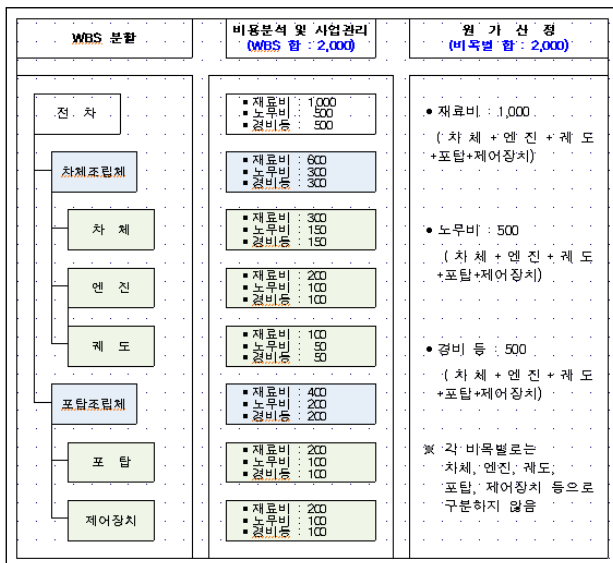 WBS 분할
비용분석 및 사업관리
(WBS 합 : 2,000)
원 가 산 정
(비목별 합 : 2,000)
전 차
▪ 재료비 : 1,000
▪ 노무비 : 500
▪ 경비등 : 500
차체조립체
▪ 재료비 : 600
▪ 노무비 : 300
▪ 경비등 : 300
차 체
▪ 재료비 : 300
▪ 노무비 : 150
▪ 경비등 : 150
엔 진
▪ 재료비 : 200
▪ 노무비 : 100
▪ 경비등 : 100
궤 도
▪ 재료비 : 100
▪ 노무비 : 50
▪ 경비등 : 50
포탑조립체
▪ 재료비 : 400
▪ 노무비 : 200
▪ 경비등 : 200
포 탑
▪ 재료비 : 200
▪ 노무비 : 100
▪ 경비등 : 100
제어장치
▪ 재료비 : 200
▪ 노무비 : 100
▪ 경비등 : 100
• 재료비 : 1,000
( 차 체 + 엔 진 + 궤 도
+포탑+제어장치)
• 노무비 : 500
( 차 체 + 엔 진 + 궤 도
+포탑+제어장치)
• 경비 등 : 500
( 차 체 + 엔 진 + 궤 도
+포탑+제어장치)
※ 각 비목별로는
차체, 엔진, 궤도,
포탑, 제어장치 등으로
구분하지 않음